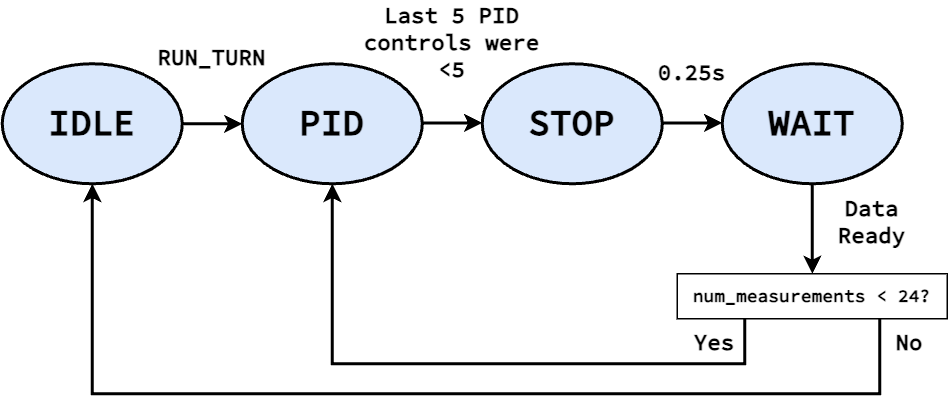 Last 5 PID
controls were
<5
RUN_TURN
0.25s
IDLE
PID
STOP
WAIT
Data
Ready
num_measurements < 24?
Yes
No